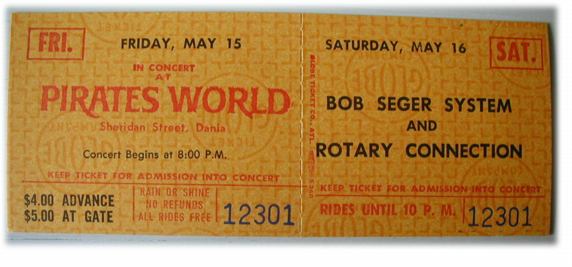 FRI.
FRIDAY, MAY 15
IN CONCERT
AT
PIRATES WORLD
Sheridan Street, Dania
Concert Begins at 8:00 P.M.
KEEP TICKET FOR ADMISSION INTO CONCERT
$4.00 ADVANCE
$5.00 AT GATE
RAIN OR SHINE
NO REFUNDS
ALL RIDES FREE
12301
GLOBE TICKET CO.,
SATURDAY, MAY 16
SAT.
BOB SEGER SYSTEM
AND
ROTARY CONNECTION
KEEP TICKET FOR ADMISSION INTO CONCERT
RIDES UNTIL 10 P. M.
12301